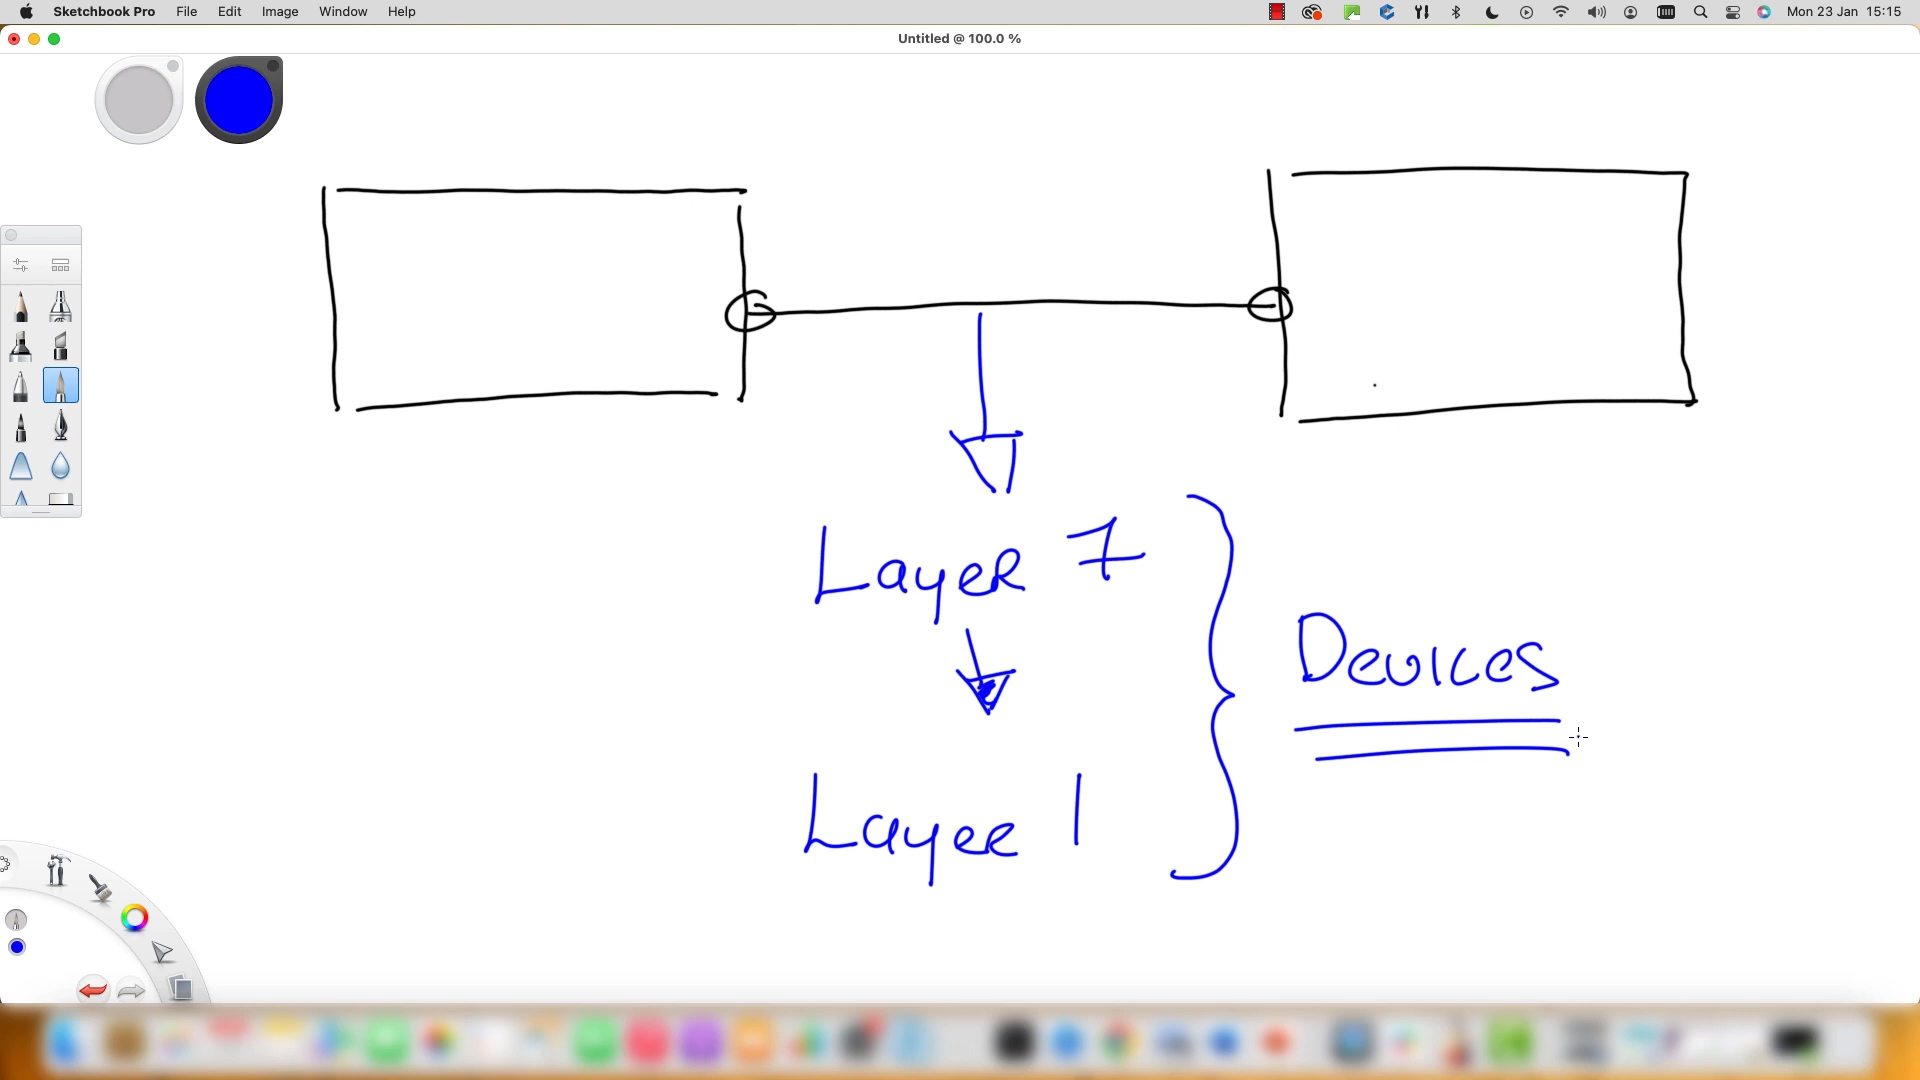 Sketchbook Pro File Edit Image Window Help Mon 23 Jan 15:15
Untitled @ 100.0 %
Layer 7
Devices
Layer 1